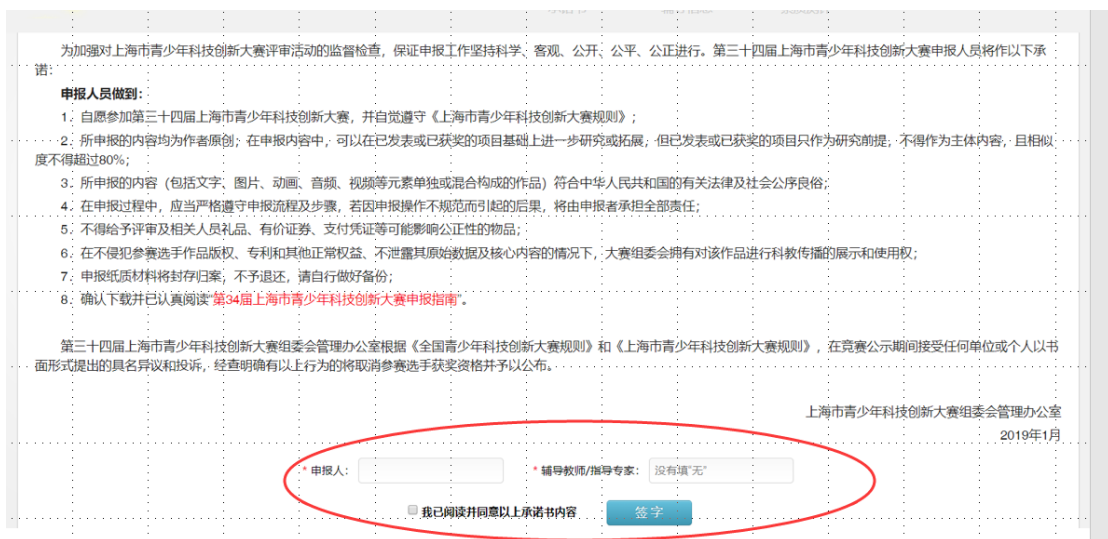 为加强对上海市青少年科技创新大赛评审活动的监督检查，保证申报工作坚持科学、客观、公开、公平、公正进行。第三十四届上海市青少年科技创新大赛申报人员将作以下承
诺：
申报人员做到：
1、自愿参加第三十四届上海市青少年科技创新大赛，并自觉遵守《上海市青少年科技创新大赛规则》；
2、所申报的内容均为作者原创；在申报内容中，可以在已发表或已获奖的项目基础上进一步研究或拓展，但已发表或已获奖的项目只作为研究前提，不得作为主体内容，且相似
度不得超过80%；
3、所申报的内容（包括文字、图片、动画、音频、视频等元素单独或混合构成的作品）符合中华人民共和国的有关法律及社会公序良俗；
4、在申报过程中，应当严格遵守申报流程及步骤，若因申报操作不规范而引起的后果，将由申报者承担全部责任；
5、不得给予评审及相关人员礼品、有价证券、支付凭证等可能影响公正性的物品；
6、在不侵犯参赛选手作品版权、专利和其他正常权益、不泄露其原始数据及核心内容的情况下，大赛组委会拥有对该作品进行科教传播的展示和使用权；
7、申报纸质材料将封存归案，不予退还，请自行做好备份；
8、确认下载并已认真阅读“第34届上海市青少年科技创新大赛申报指南”。
第三十四届上海市青少年科技创新大赛组委会管理办公室根据《全国青少年科技创新大赛规则》和《上海市青少年科技创新大赛规则》，在竞赛公示期间接受任何单位或个人以书
面形式提出的具名异议和投诉，经查明确有以上行为的将取消参赛选手获奖资格并予以公布。
上海市青少年科技创新大赛组委会管理办公室
2019年1月
* 申报人： * 辅导教师/指导专家： 没有填"无"
我已阅读并同意以上承诺书内容 签 字